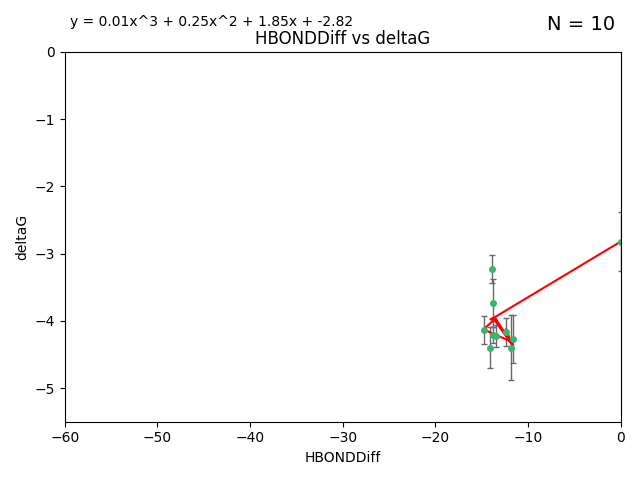 y = 0.01x^3 + 0.25x^2 + 1.85x + -2.82
N = 10
HBONDDiff vs deltaG
0
−1
−2
−3
−4
−5
deltaG
−60 −50 −40 −30 −20 −10 0
HBONDDiff